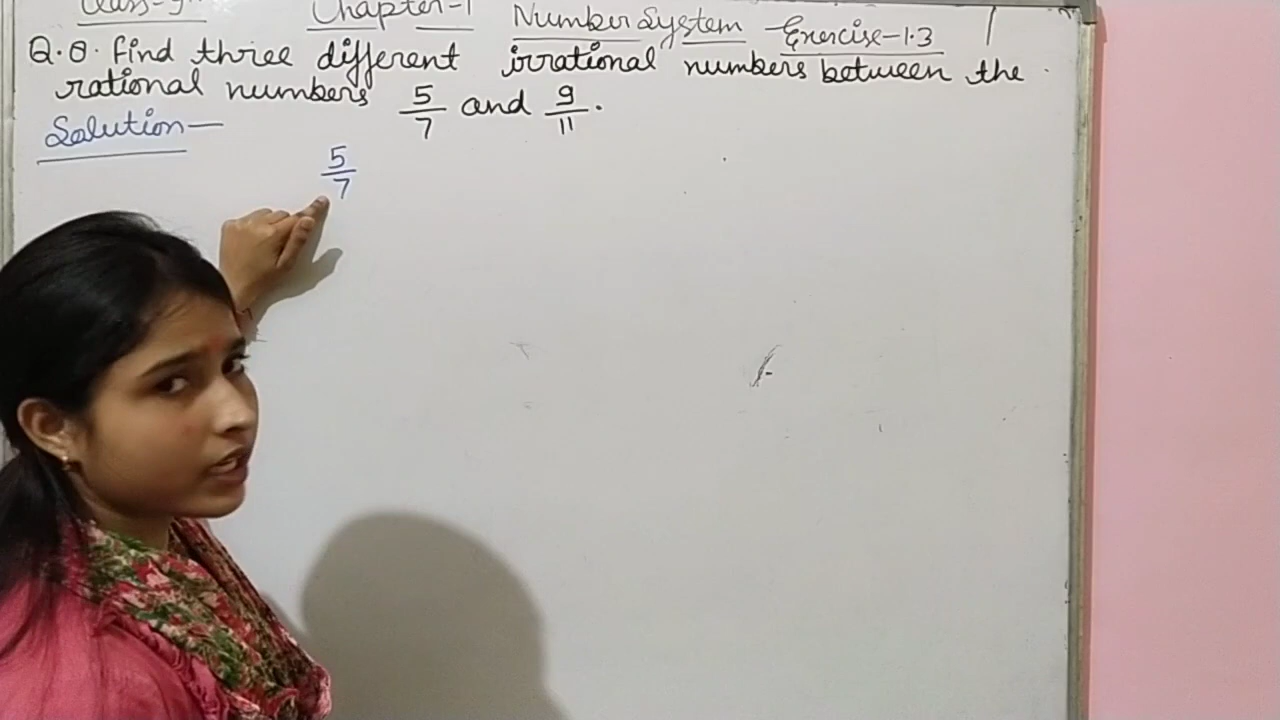 Class-9th Chapter-1 Number System Exercise-1.3
Q.8. Find three different irrational numbers between the
rational numbers 5/7 and 9/11.
Solution-
5/7